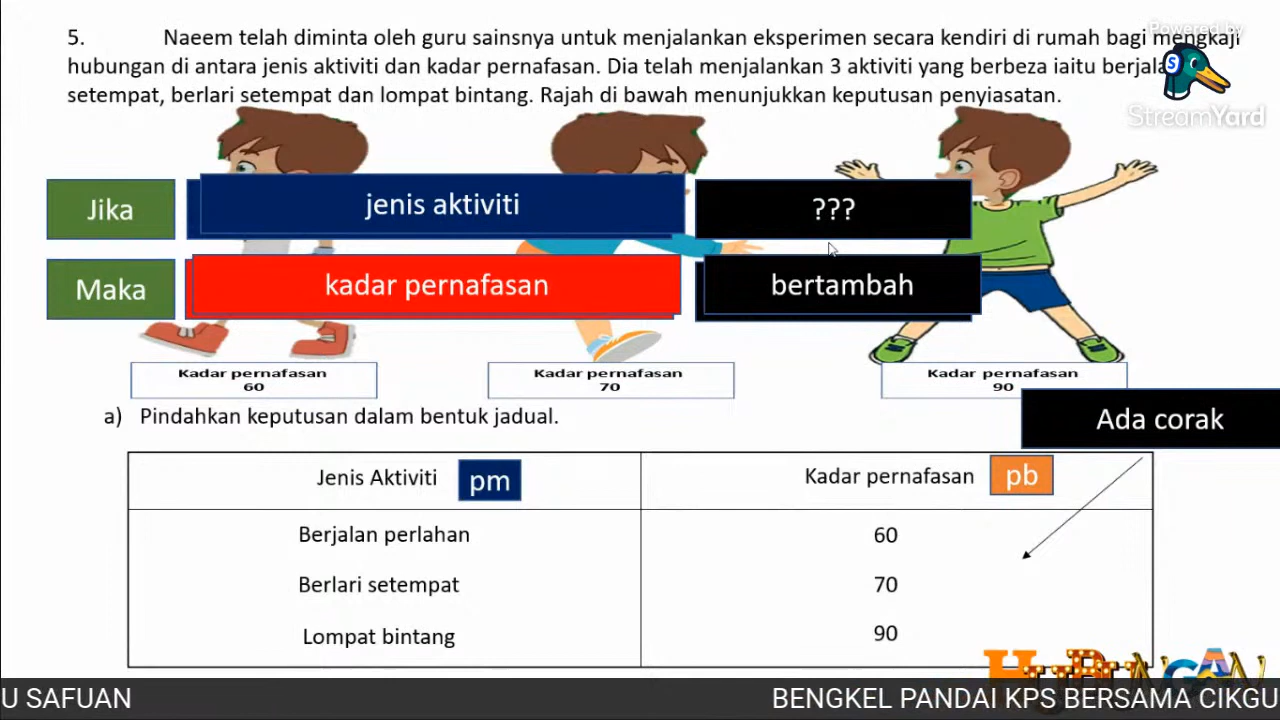 Powered by
StreamYard
5. Naeem telah diminta oleh guru sainsnya untuk menjalankan eksperimen secara kendiri di rumah bagi mengkaji
hubungan di antara jenis aktiviti dan kadar pernafasan. Dia telah menjalankan 3 aktiviti yang berbeza iaitu
setempat, berlari setempat dan lompat bintang. Rajah di bawah menunjukkan keputusan penyiasatan.
Jika jenis aktiviti ???
Maka kadar pernafasan bertambah
Kadar pernafasan Kadar pernafasan Kadar pernafasan
60 70 90
a) Pindahkan keputusan dalam bentuk jadual.
Ada corak
Jenis Aktiviti pm Kadar pernafasan pb
Berjalan perlahan 60
Berlari setempat 70
Lompat bintang 90
HUBUNGAN
U SAFUAN BENGKEL PANDAI KPS BERSAMA CIKGU